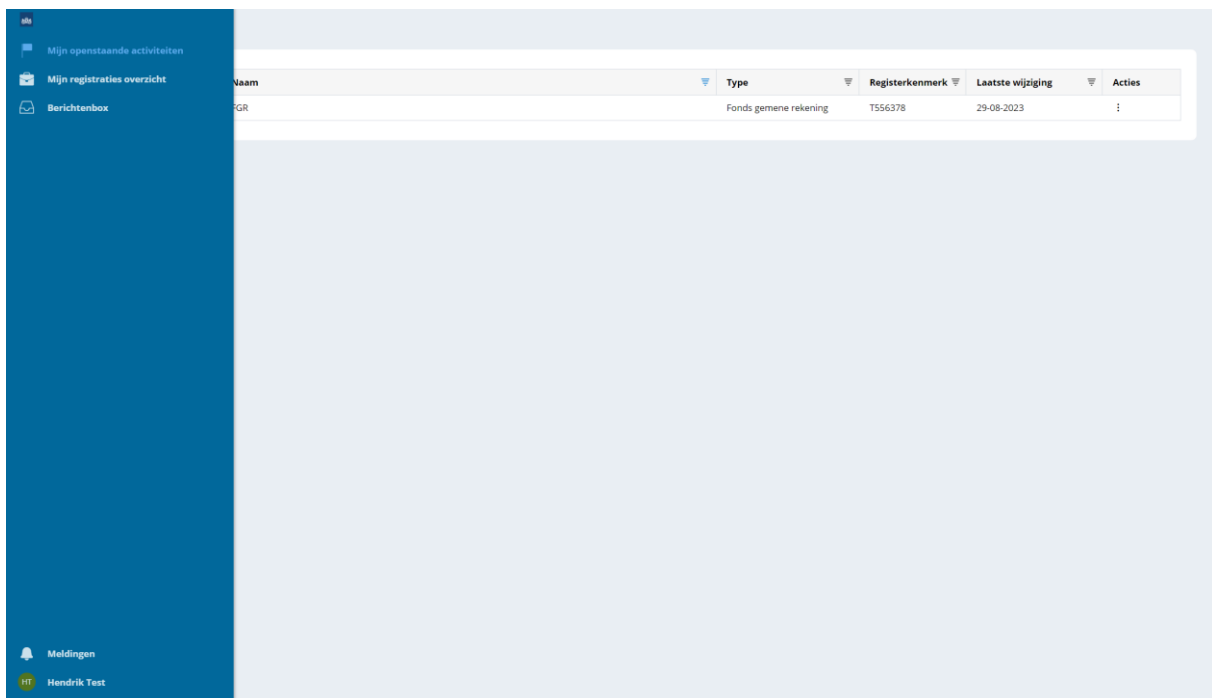 Mijn openstaande activiteiten
Mijn registraties overzicht
Berichtenbox
Naam Type Registerkenmerk Laatste wijziging Acties
FGR Fonds gemene rekening T556378 29-08-2023
Meldingen
HT Hendrik Test